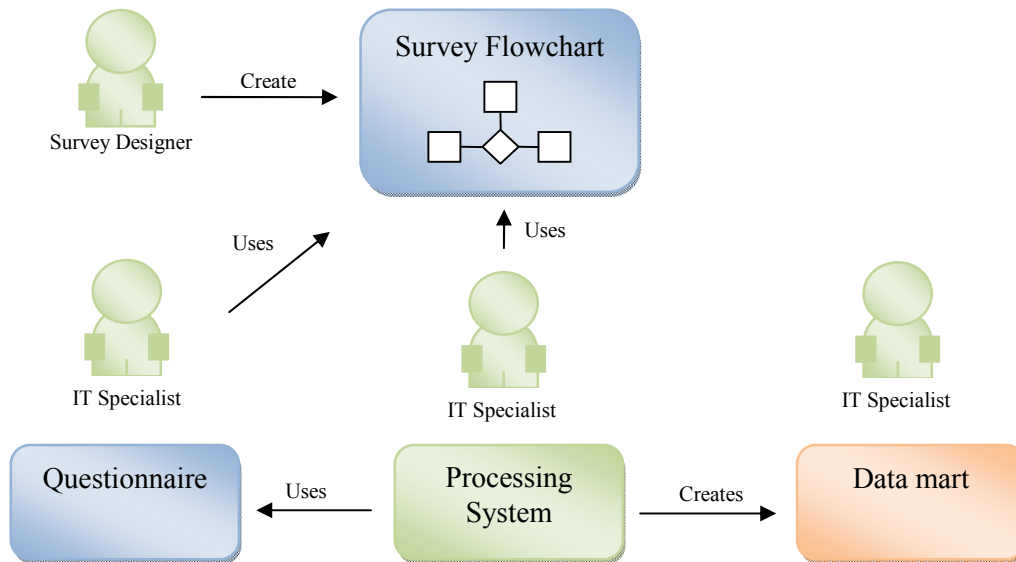 Survey Flowchart
Create
Survey Designer
Uses
Uses
IT Specialist
IT Specialist
IT Specialist
Questionnaire
Uses
Processing
System
Creates
Data mart